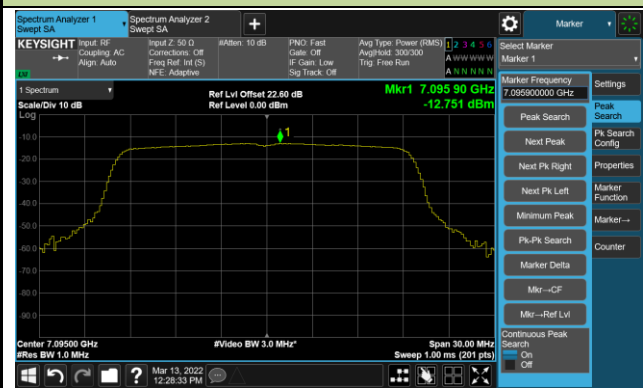 Spectrum Analyzer 1
Swept SA
Spectrum Analyzer 2
Swept SA
+
Marker
KEYSIGHT
Input: RF
Coupling: AC
Align: Auto
Input Z: 50 Ω
Corrections: Off
Freq Ref: Int (S)
NFE: Adaptive
#Atten: 10 dB
PNO: Fast
Gate: Off
IF Gain: Low
Sig Track: Off
Avg Type: Power (RMS)
Avg|Hold: 300/300
Trig: Free Run
1 2 3 4 5 6
A W W W W W
A N N N N N
Select Marker
Marker 1
1 Spectrum
Scale/Div 10 dB
Log
Ref Lvl Offset 22.60 dB
Ref Level 0.00 dBm
Mkr1 7.095 90 GHz
-12.751 dBm
1
-10.0
-20.0
-30.0
-40.0
-50.0
-60.0
-70.0
-80.0
-90.0
Center 7.09500 GHz
#Res BW 1.0 MHz
#Video BW 3.0 MHz*
Span 30.00 MHz
Sweep 1.00 ms (201 pts)
Marker Frequency
7.095900000 GHz
Peak Search
Next Peak
Next Pk Right
Next Pk Left
Minimum Peak
Pk-Pk Search
Marker Delta
Mkr→CF
Mkr→Ref Lvl
Continuous Peak
Search
On
Off
Settings
Peak
Search
Pk Search
Config
Properties
Marker
Function
Marker→
Counter
Mar 13, 2022
12:28:33 PM